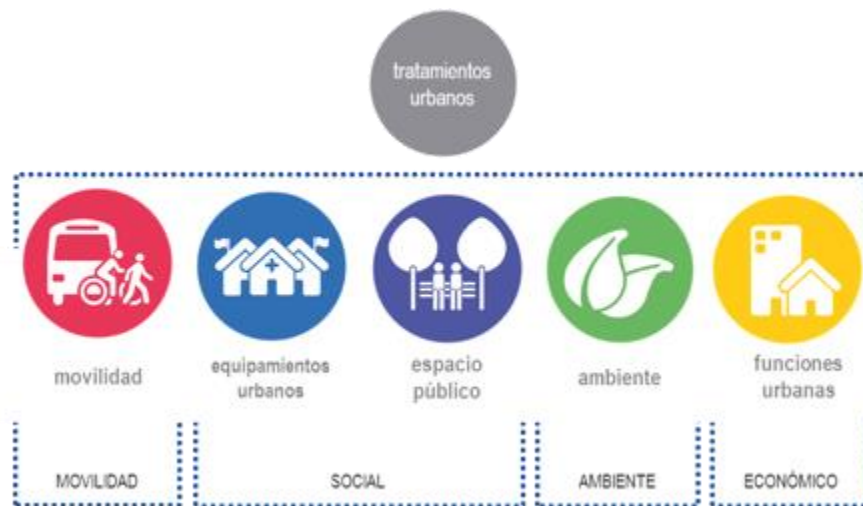 tratamientos
urbanos
movilidad
equipamientos
urbanos
espacio
público
ambiente
funciones
urbanas
MOVILIDAD
SOCIAL
AMBIENTE
ECONÓMICO